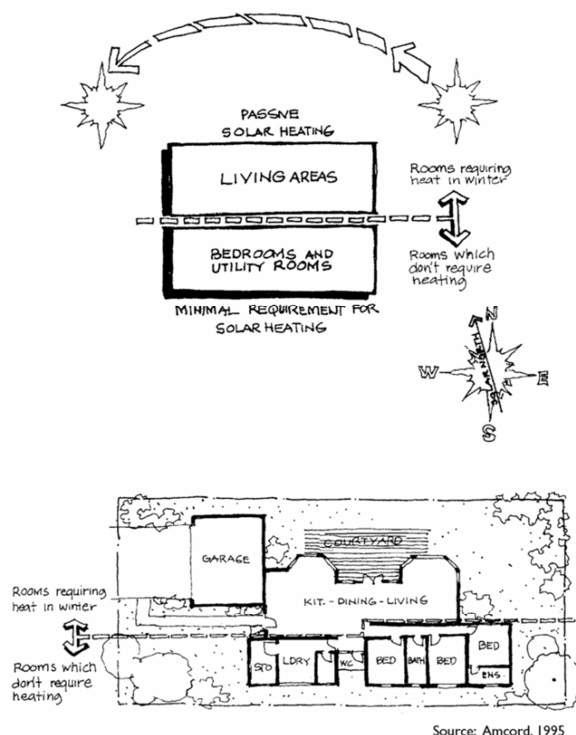 PASSIVE
SOLAR HEATING
LIVING AREAS
Rooms requiring
heat in winter
BEDROOMS AND
UTILITY ROOMS
Rooms which
don't require
heating
MINIMAL REQUIREMENT FOR
SOLAR HEATING
N
SOLAR NORTH
W
E
S
COURTYARD
GARAGE
Rooms requiring
heat in winter
KIT. - DINING - LIVING
STO
LDRY
WC
BED
BATH
BED
BED
ENS.
Rooms which
don't require
heating
Source: Amcord, 1995